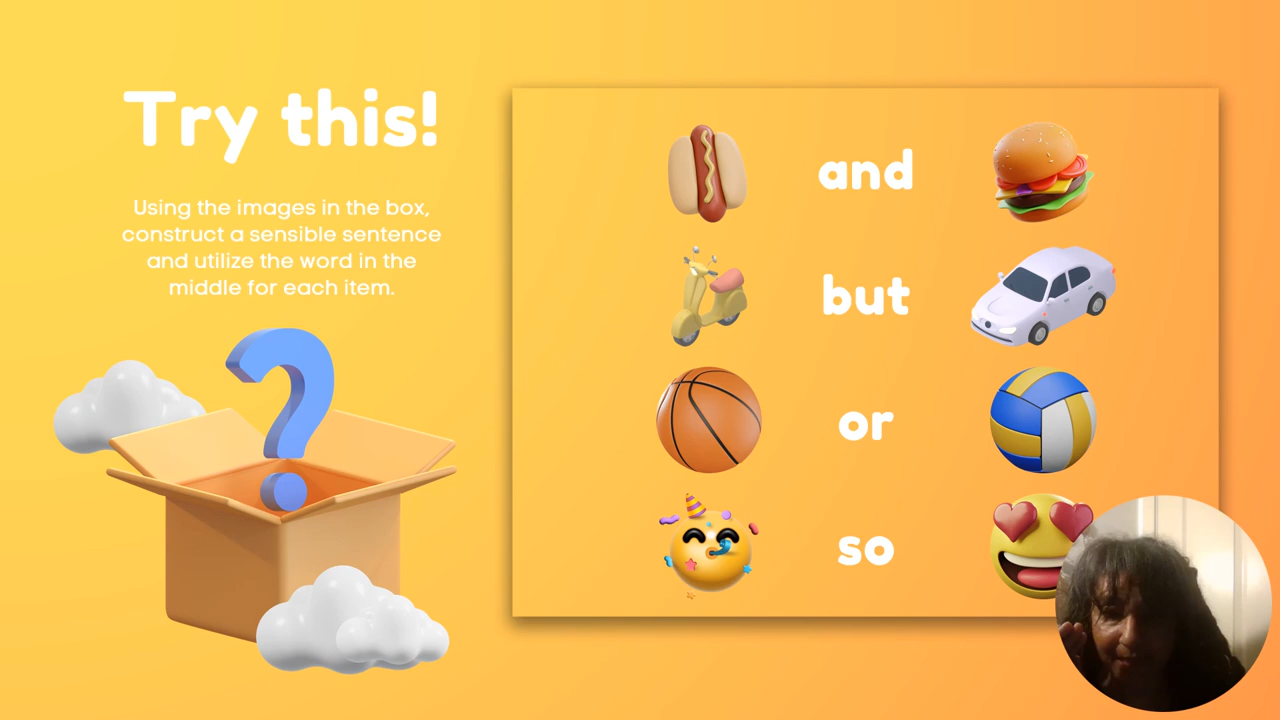 Try this!
Using the images in the box,
construct a sensible sentence
and utilize the word in the
middle for each item.
and
but
or
so